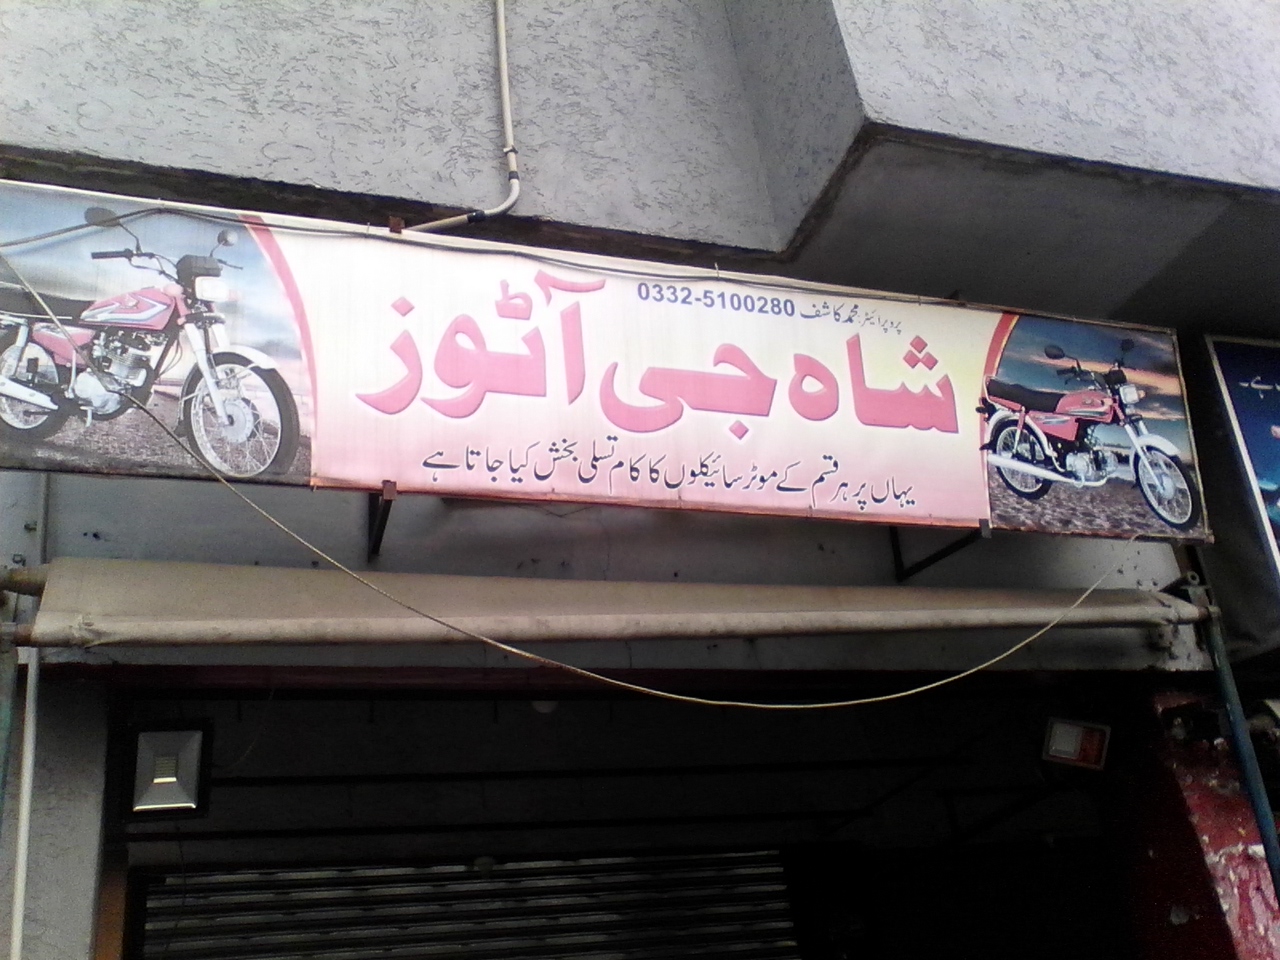 پروپرائیٹر: محمد کاشف 0332-5100280
شاہ جی آٹوز
یہاں پر ہر قسم کے موٹر سائیکلوں کا کام تسلی بخش کیا جاتا ہے
ہے۔